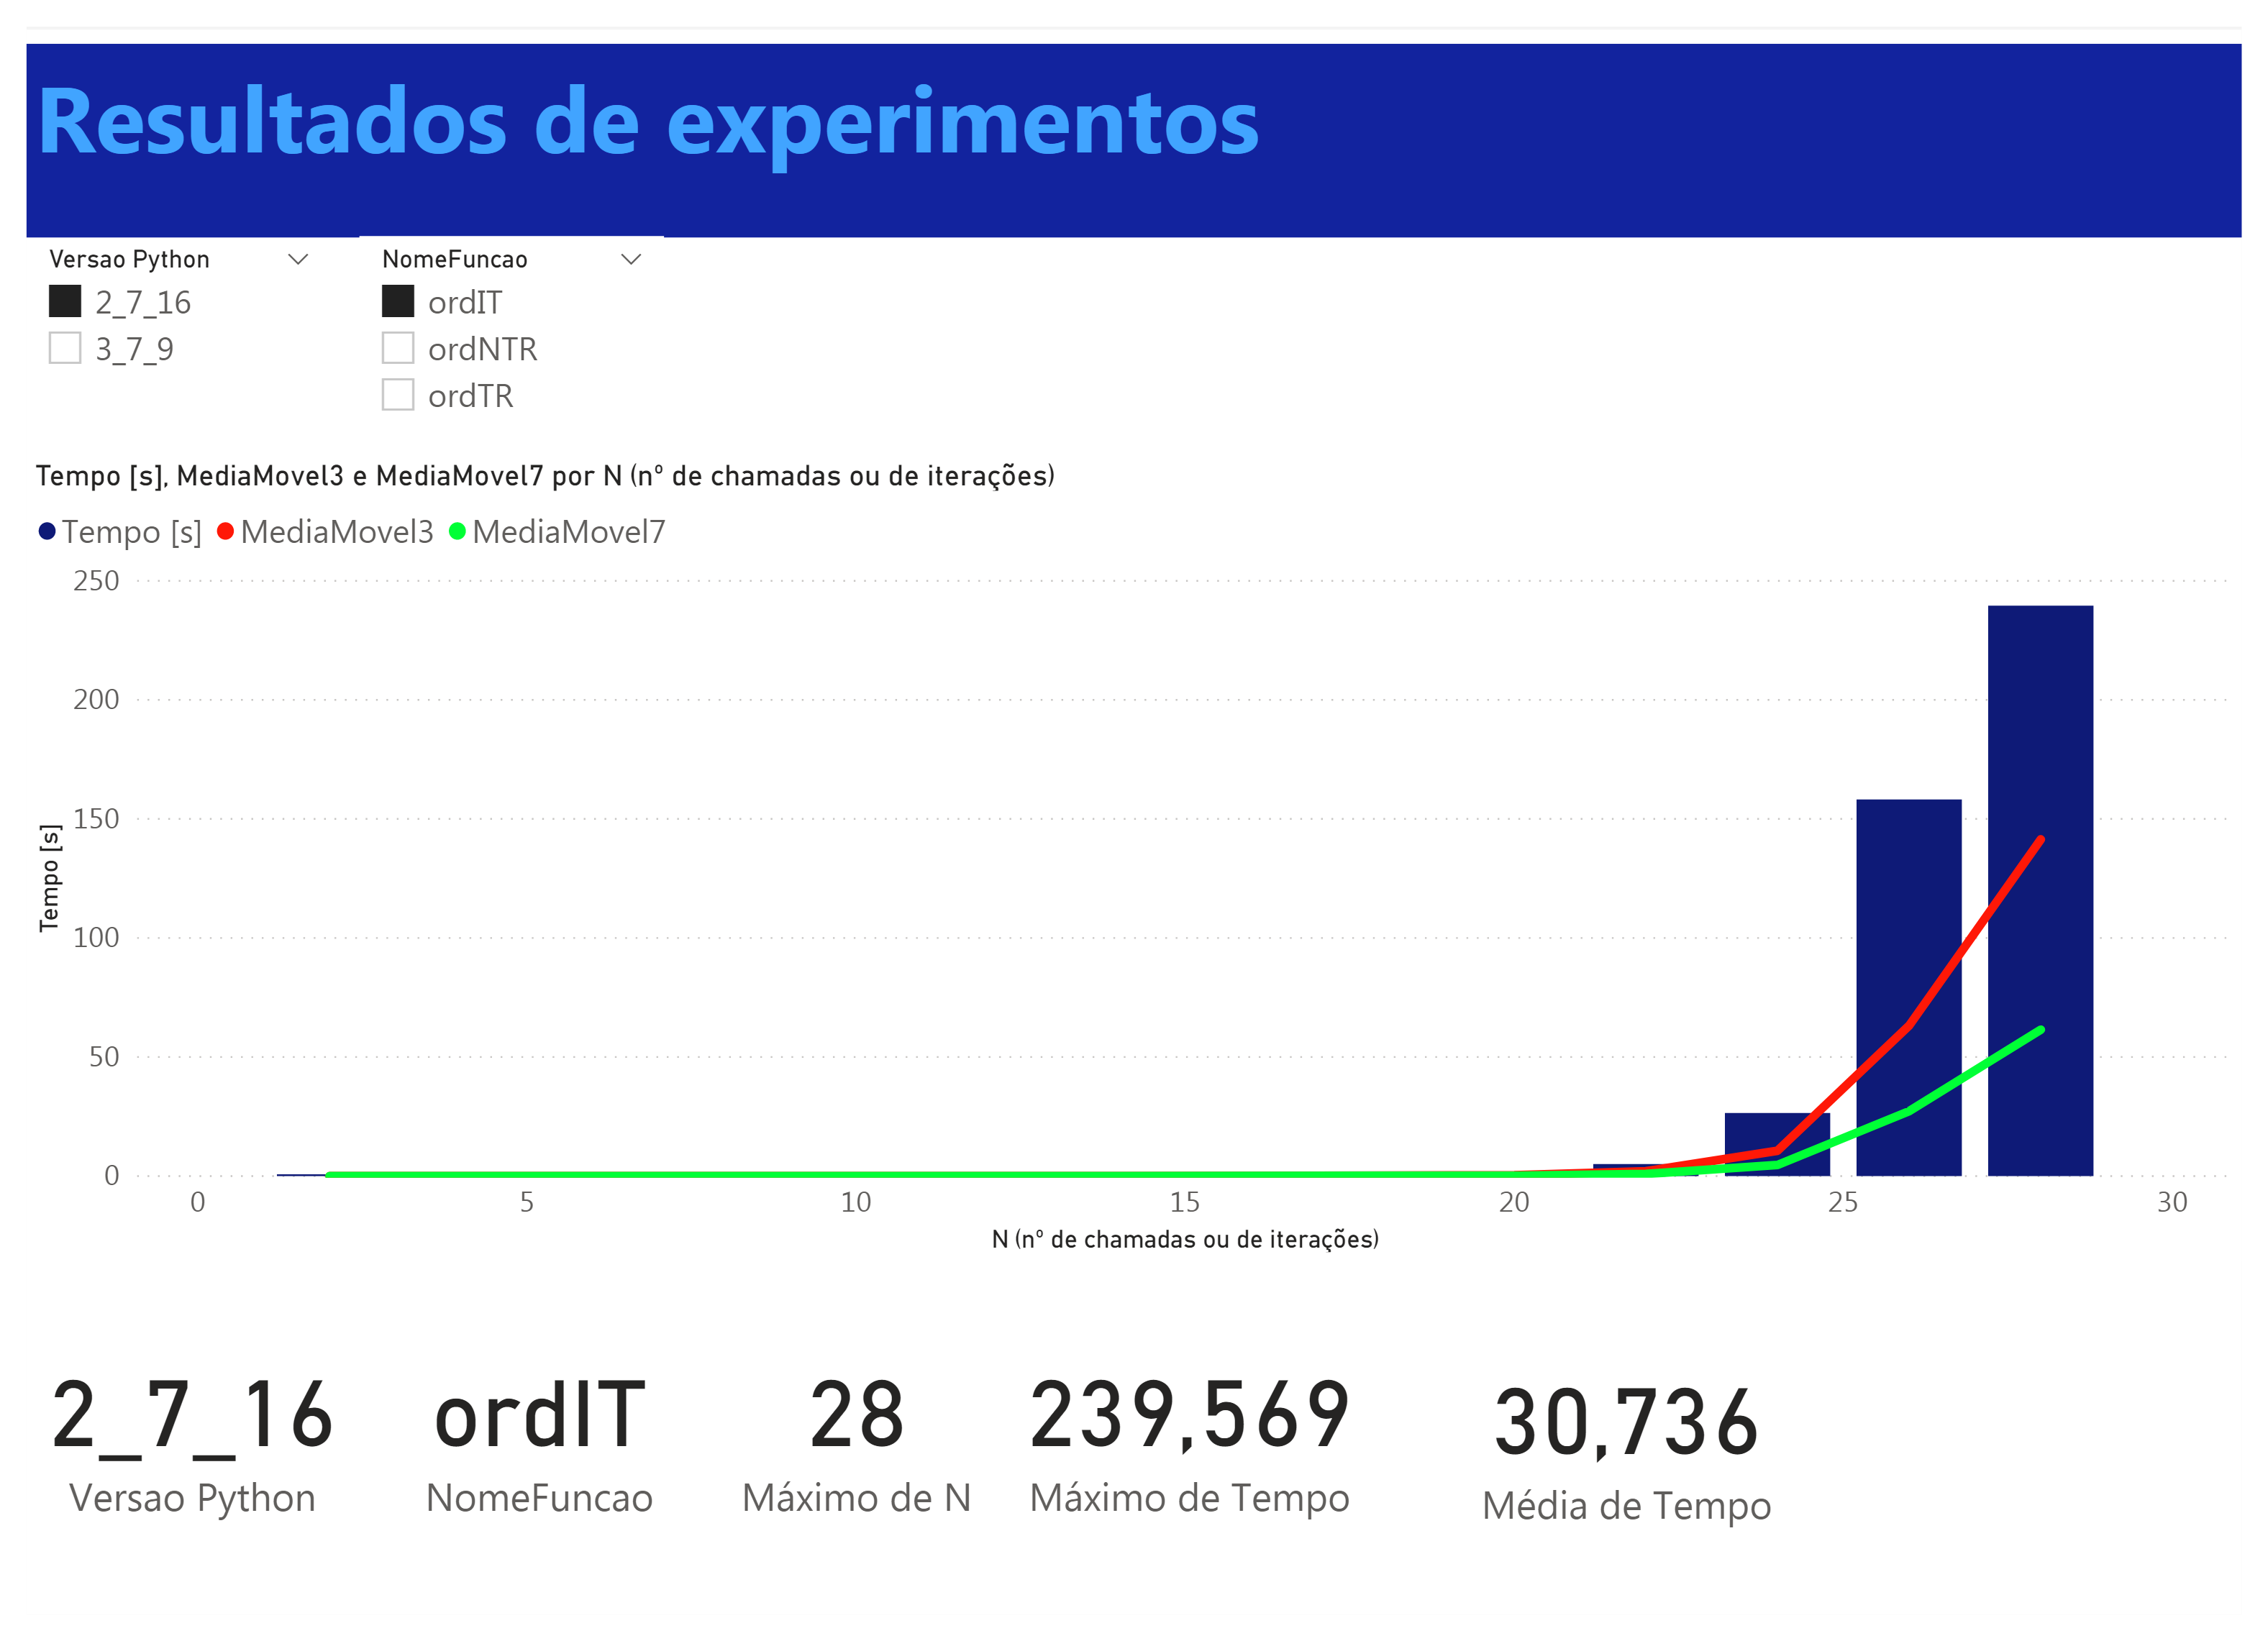 Resultados de experimentos
Versao Python
2_7_16
3_7_9
NomeFuncao
ordIT
ordNTR
ordTR
Tempo [s], MediaMovel3 e MediaMovel7 por N (nº de chamadas ou de iterações)
Tempo [s] MediaMovel3 MediaMovel7
250
200
150
100
50
0
Tempo [s]
0 5 10 15 20 25 30
N (nº de chamadas ou de iterações)
2_7_16
Versao Python
ordIT
NomeFuncao
28
Máximo de N
239,569
Máximo de Tempo
30,736
Média de Tempo